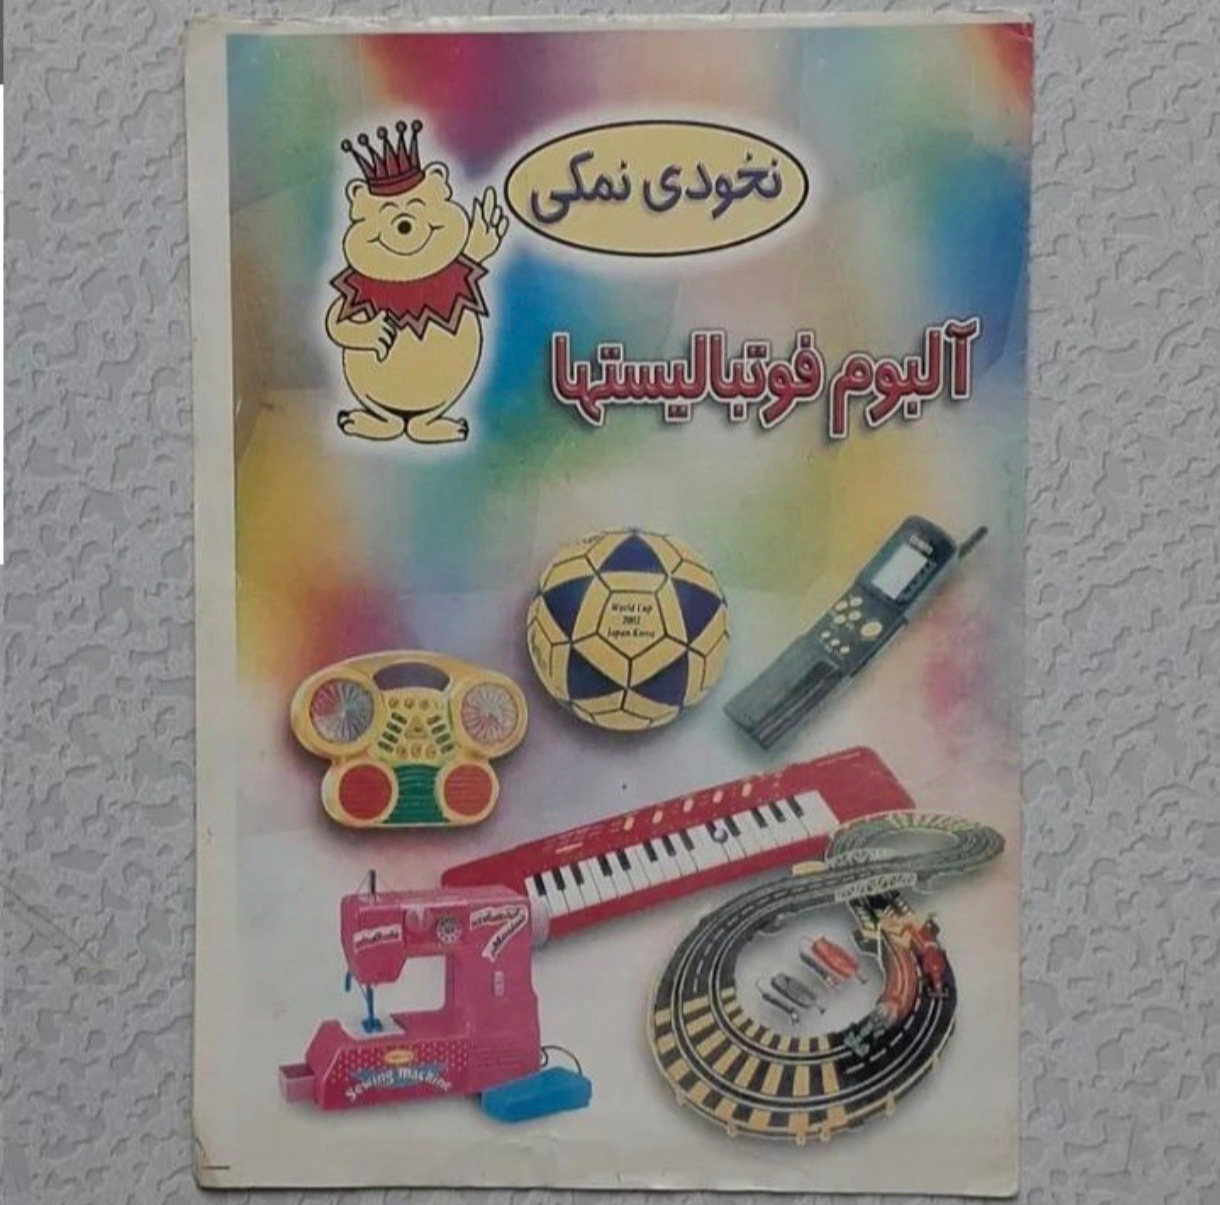 نخودی نمکی
آلبوم فوتبالیستها
World Cup
2002
Japan Korea
Sewing machine